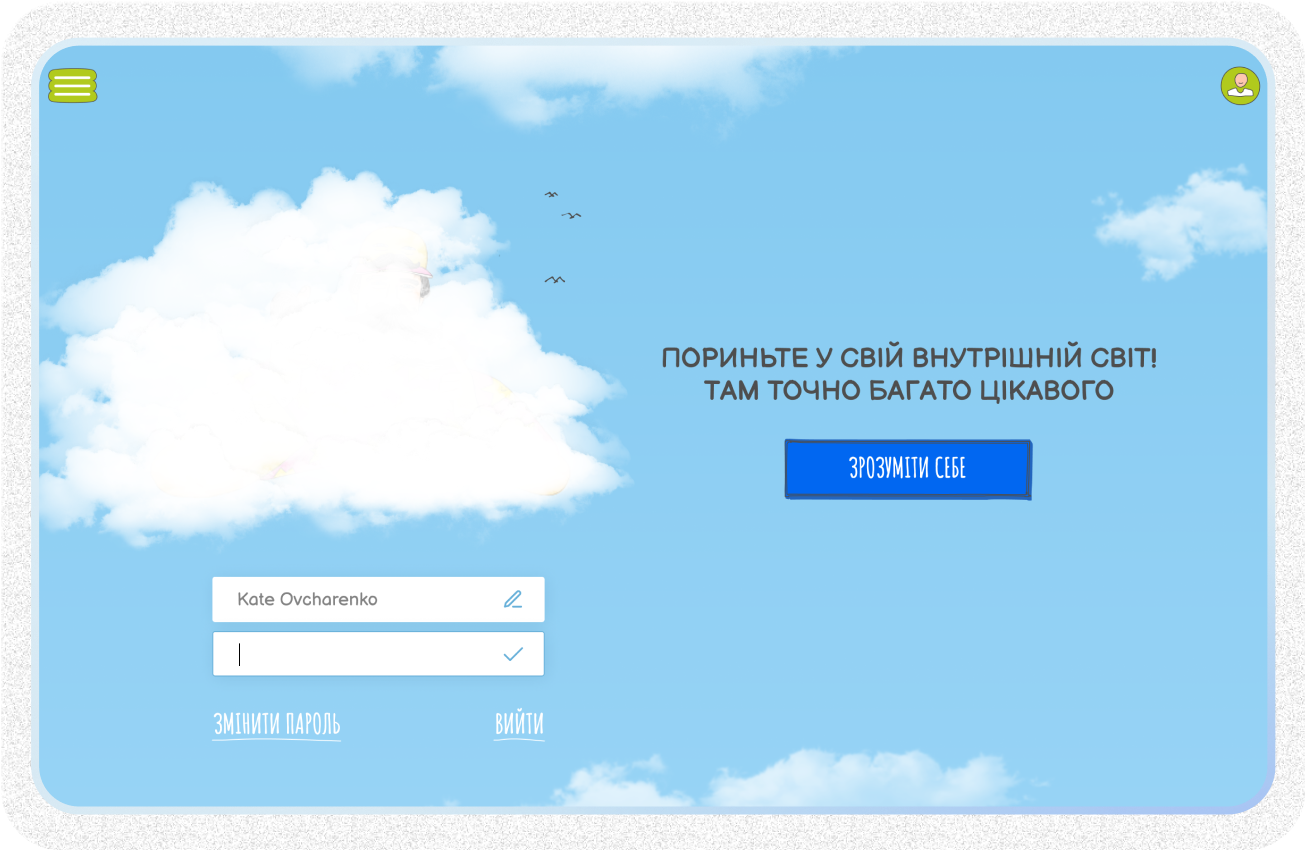 ПОРИНЬТЕ У СВІЙ ВНУТРІШНІЙ СВІТ!
ТАМ ТОЧНО БАГАТО ЦІКАВОГО
ЗРОЗУМІТИ СЕБЕ
Kate Ovcharenko
ЗМІНИТИ ПАРОЛЬ
ВИЙТИ